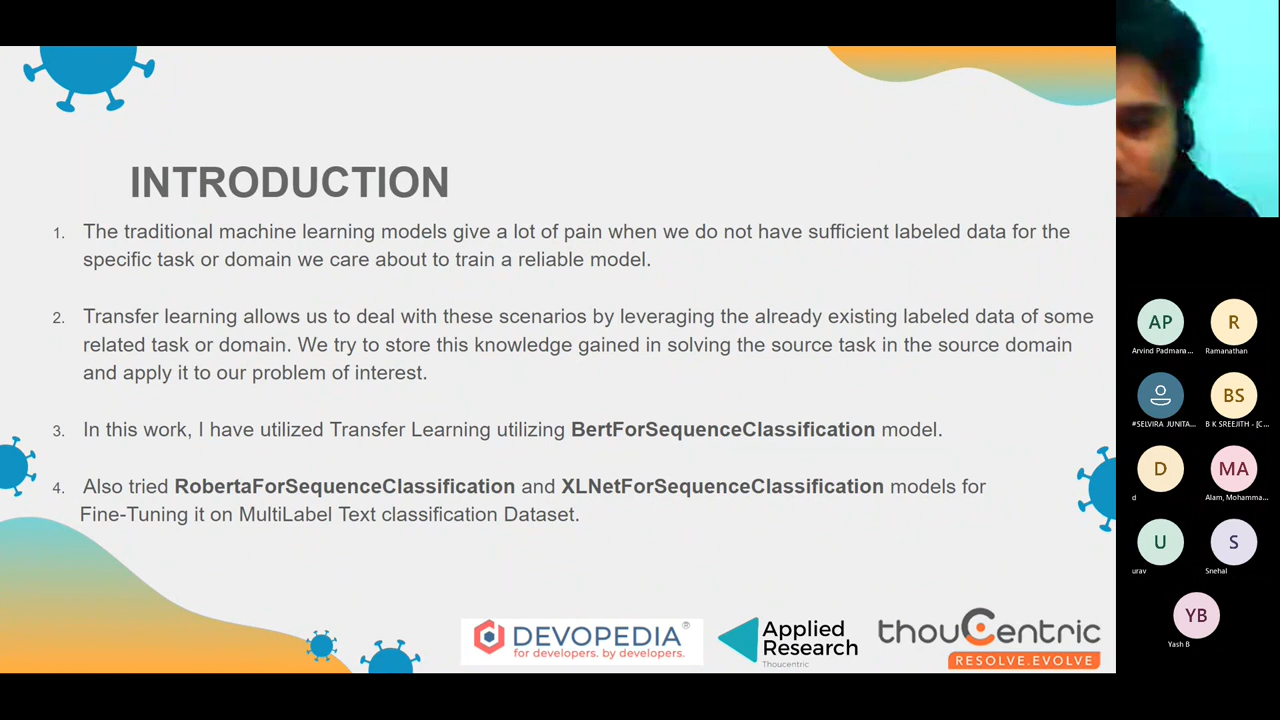 INTRODUCTION
1. The traditional machine learning models give a lot of pain when we do not have sufficient labeled data for the
specific task or domain we care about to train a reliable model.
2. Transfer learning allows us to deal with these scenarios by leveraging the already existing labeled data of some
related task or domain. We try to store this knowledge gained in solving the source task in the source domain
and apply it to our problem of interest.
3. In this work, I have utilized Transfer Learning utilizing BertForSequenceClassification model.
4. Also tried RobertaForSequenceClassification and XLNetForSequenceClassification models for
Fine-Tuning it on MultiLabel Text classification Dataset.
DEVOPEDIA®
for developers. by developers.
Applied
Research
Thoucentric
thouCentric
RESOLVE.EVOLVE
AP
Arvind Padmana...
R
Ramanathan
#SELVIRA JUNITA...
BS
B K SREEJITH - [C...
D
d
MA
Alam, Mohamma...
U
urav
S
Snehal
YB
Yash B